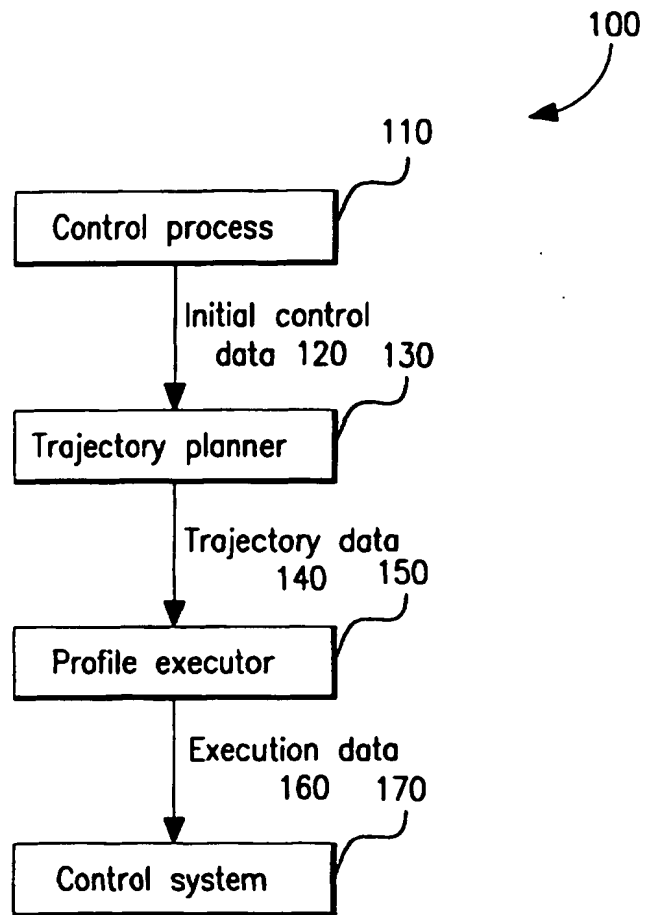 100
110
Control process
Initial control
data 120
130
Trajectory planner
Trajectory data
140
150
Profile executor
Execution data
160
170
Control system